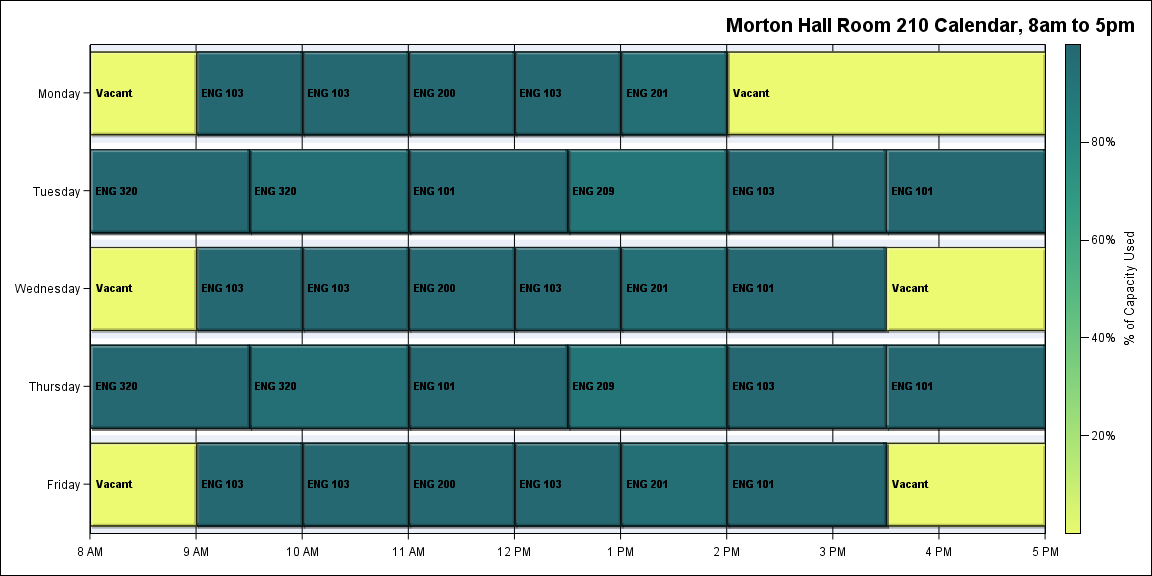 Morton Hall Room 210 Calendar, 8am to 5pm
Monday
Vacant
ENG 103
ENG 103
ENG 200
ENG 103
ENG 201
Vacant
Tuesday
ENG 320
ENG 320
ENG 101
ENG 209
ENG 103
ENG 101
Wednesday
Vacant
ENG 103
ENG 103
ENG 200
ENG 103
ENG 201
ENG 101
Vacant
Thursday
ENG 320
ENG 320
ENG 101
ENG 209
ENG 103
ENG 101
Friday
Vacant
ENG 103
ENG 103
ENG 200
ENG 103
ENG 201
ENG 101
Vacant
8 AM
9 AM
10 AM
11 AM
12 PM
1 PM
2 PM
3 PM
4 PM
5 PM
80%
60%
40%
20%
% of Capacity Used